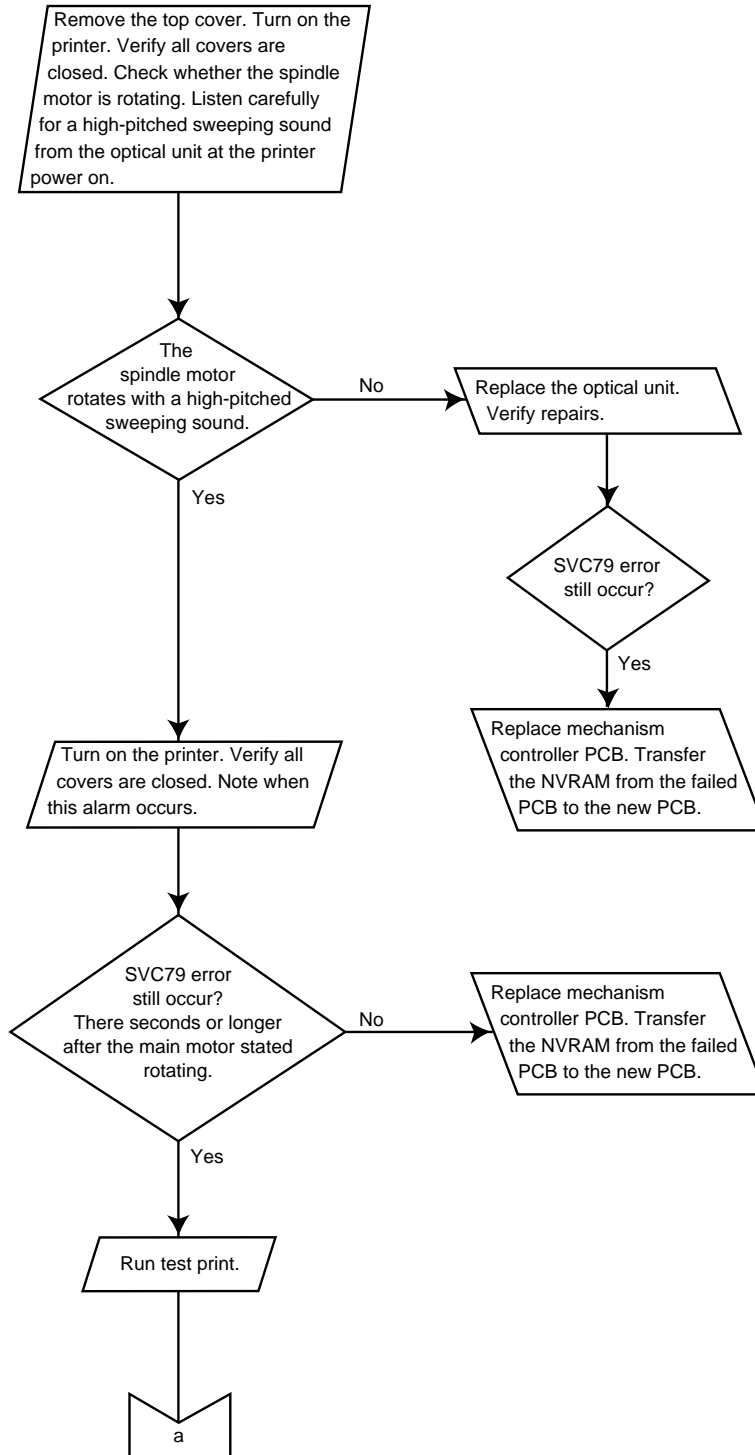 Remove the top cover. Turn on the
printer. Verify all covers are
closed. Check whether the spindle
motor is rotating. Listen carefully
for a high-pitched sweeping sound
from the optical unit at the printer
power on.
The
spindle motor
rotates with a high-pitched
sweeping sound.
No
Replace the optical unit.
Verify repairs.
Yes
SVC79 error
still occur?
Yes
Replace mechanism
controller PCB. Transfer
the NVRAM from the failed
PCB to the new PCB.
Turn on the printer. Verify all
covers are closed. Note when
this alarm occurs.
SVC79 error
still occur?
There seconds or longer
after the main motor stated
rotating.
No
Replace mechanism
controller PCB. Transfer
the NVRAM from the failed
PCB to the new PCB.
Yes
Run test print.
a